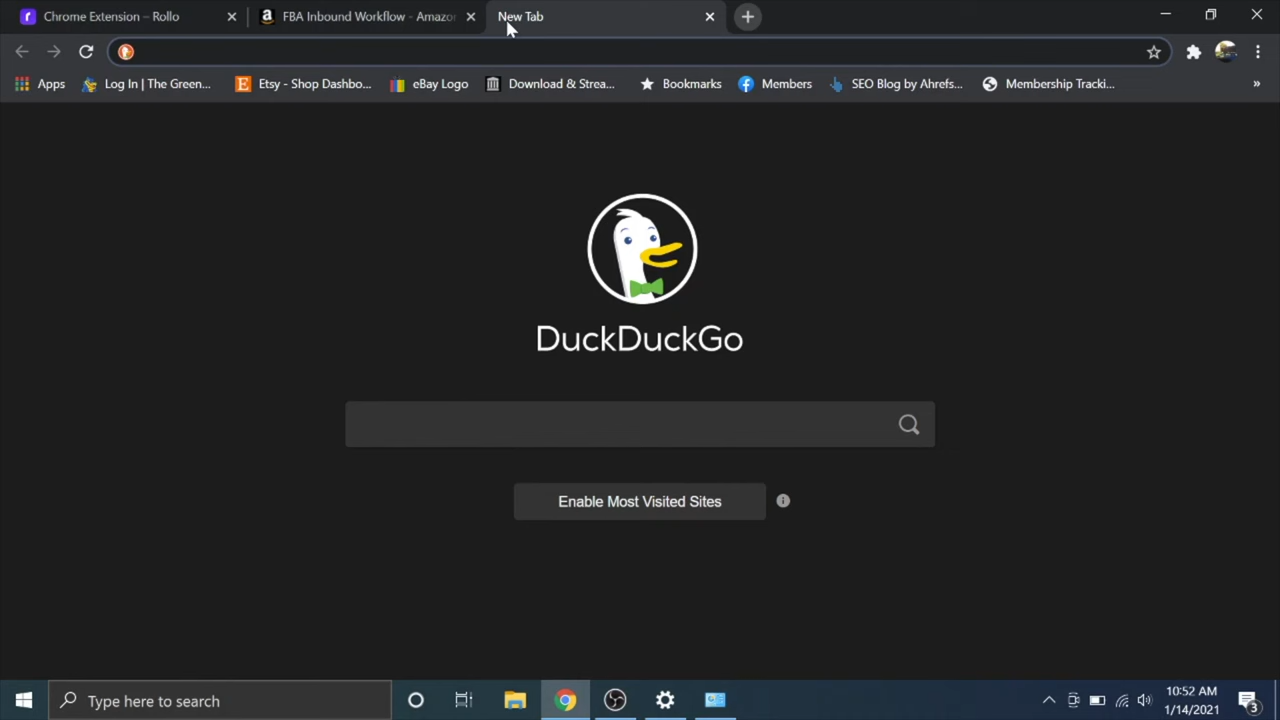 Chrome Extension – Rollo
FBA Inbound Workflow - Amazo
New Tab
Apps
Log In | The Green...
Etsy - Shop Dashbo...
eBay Logo
Download & Strea...
Bookmarks
Members
SEO Blog by Ahrefs...
Membership Tracki...
»
DuckDuckGo
Enable Most Visited Sites
Type here to search
10:52 AM
1/14/2021
3